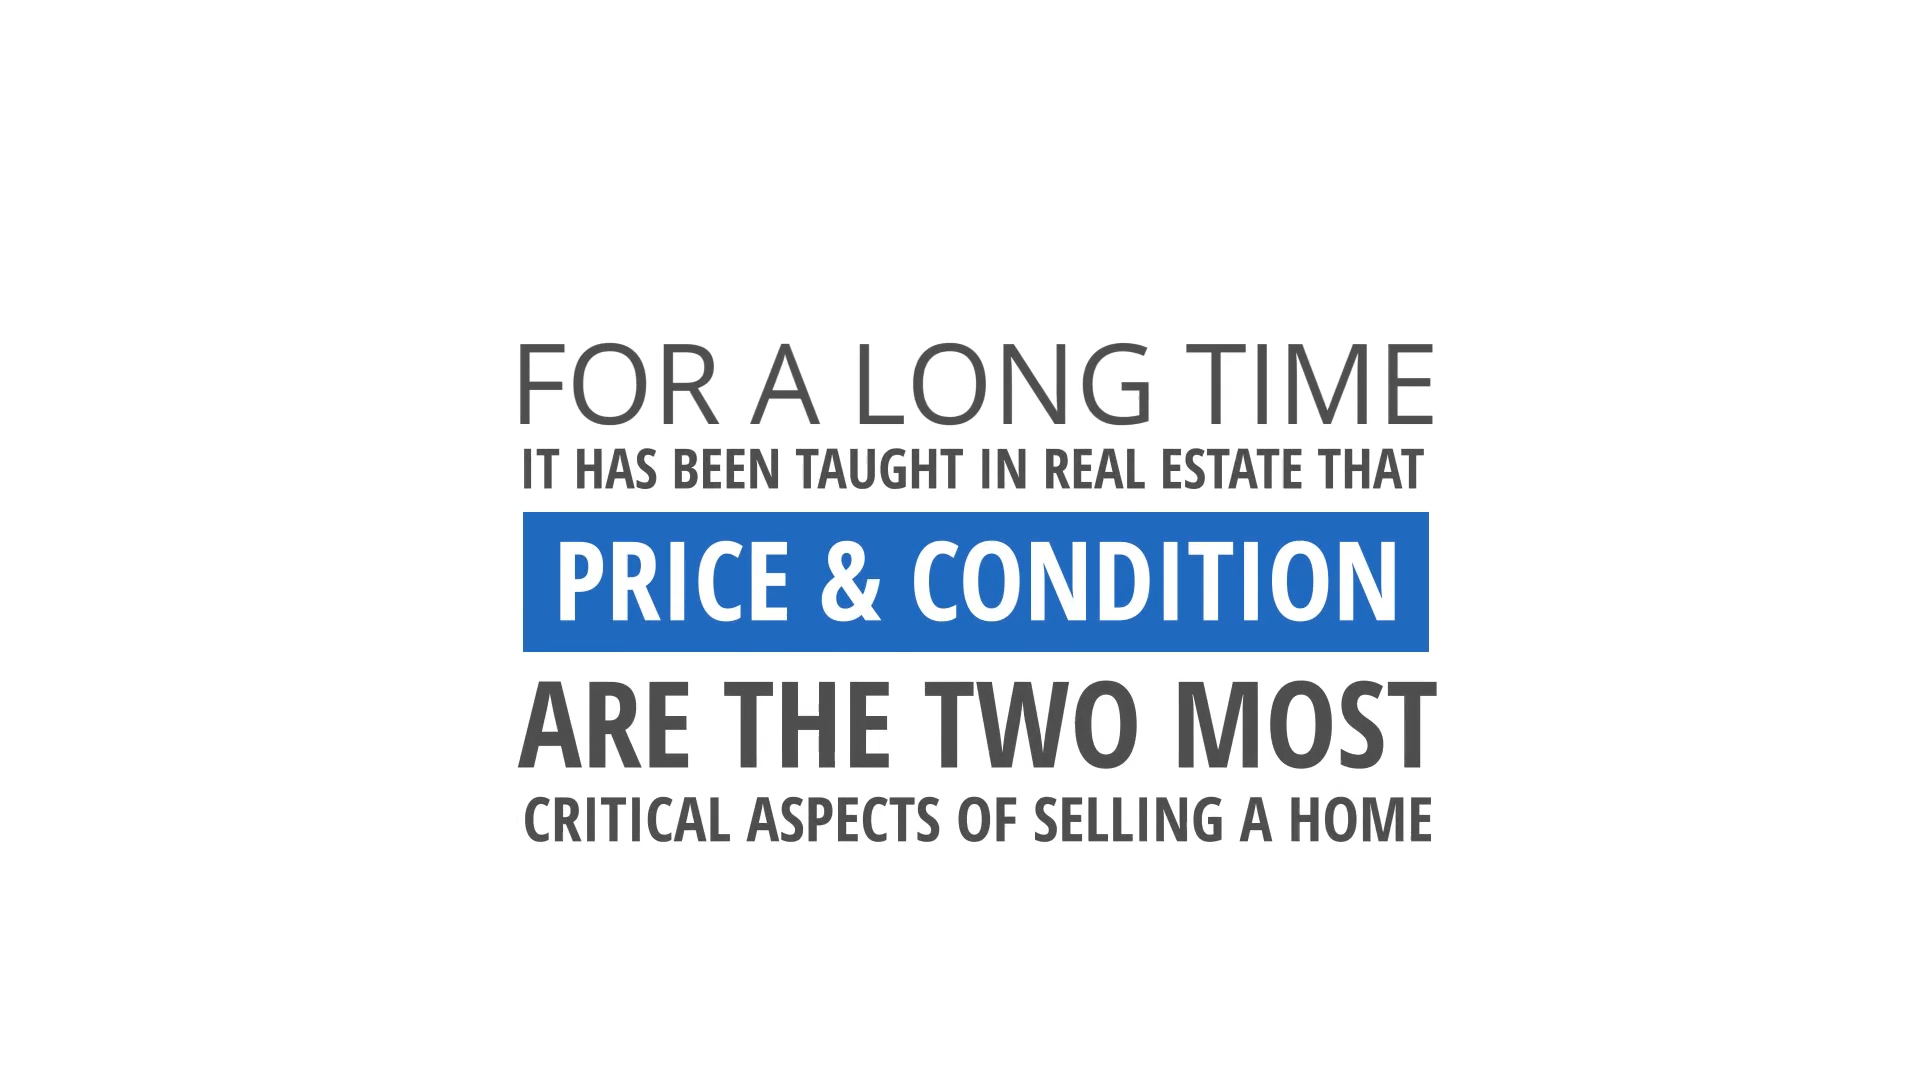 FOR A LONG TIME
IT HAS BEEN TAUGHT IN REAL ESTATE THAT
PRICE & CONDITION
ARE THE TWO MOST
CRITICAL ASPECTS OF SELLING A HOME